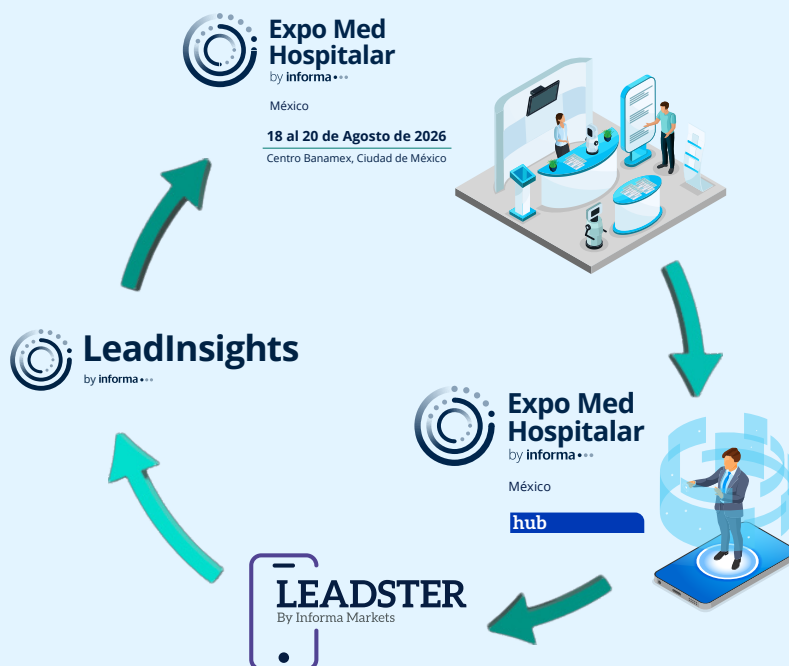 Expo Med
Hospitalar
by informa
México
18 al 20 de Agosto de 2026
Centro Banamex, Ciudad de México
LeadInsights
by informa
Expo Med
Hospitalar
by informa
México
hub
LEADSTER
By Informa Markets